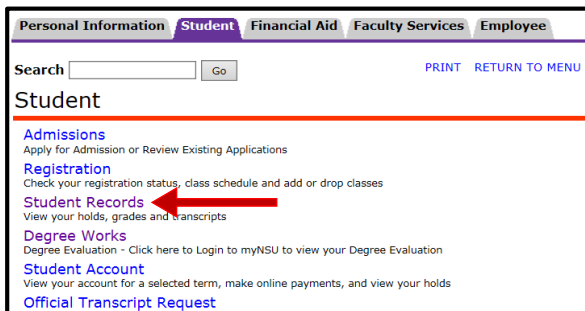 Personal Information Student Financial Aid Faculty Services Employee
Search Go PRINT RETURN TO MENU
Student
Admissions
Apply for Admission or Review Existing Applications
Registration
Check your registration status, class schedule and add or drop classes
Student Records
View your holds, grades and transcripts
Degree Works
Degree Evaluation - Click here to Login to myNSU to view your Degree Evaluation
Student Account
View your account for a selected term, make online payments, and view your holds
Official Transcript Request